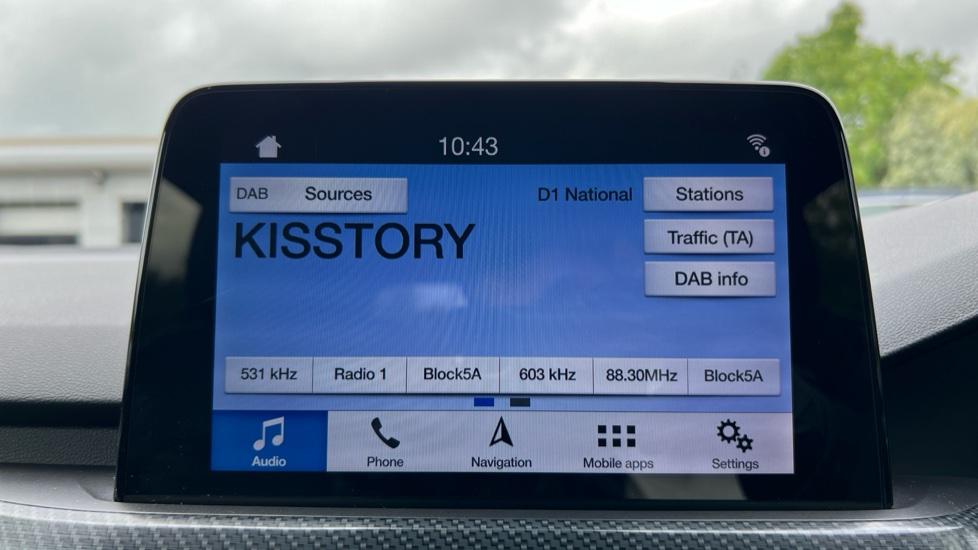 10:43
DAB Sources
D1 National
Stations
KISSTORY
Traffic (TA)
DAB info
531 kHz
Radio 1
Block5A
603 kHz
88.30MHz
Block5A
Audio
Phone
Navigation
Mobile apps
Settings